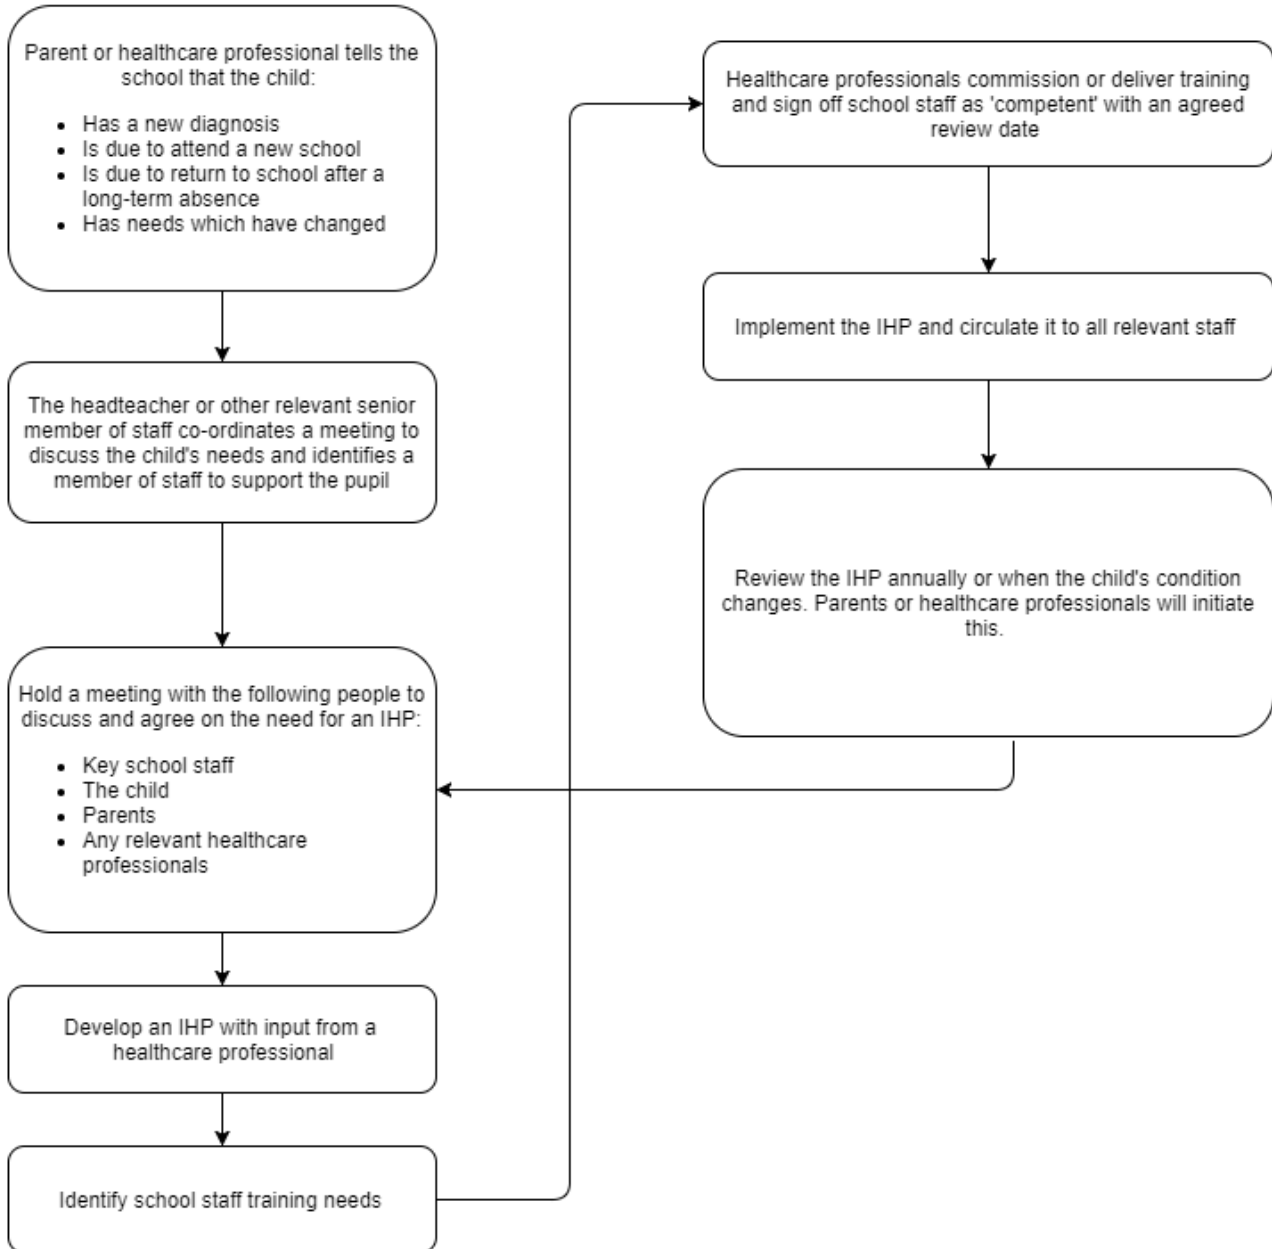 Parent or healthcare professional tells the
school that the child:
• Has a new diagnosis
• Is due to attend a new school
• Is due to return to school after a
long-term absence
• Has needs which have changed
The headteacher or other relevant senior
member of staff co-ordinates a meeting to
discuss the child's needs and identifies a
member of staff to support the pupil
Hold a meeting with the following people to
discuss and agree on the need for an IHP:
• Key school staff
• The child
• Parents
• Any relevant healthcare
professionals
Develop an IHP with input from a
healthcare professional
Identify school staff training needs
Healthcare professionals commission or deliver training
and sign off school staff as 'competent' with an agreed
review date
Implement the IHP and circulate it to all relevant staff
Review the IHP annually or when the child's condition
changes. Parents or healthcare professionals will initiate
this.